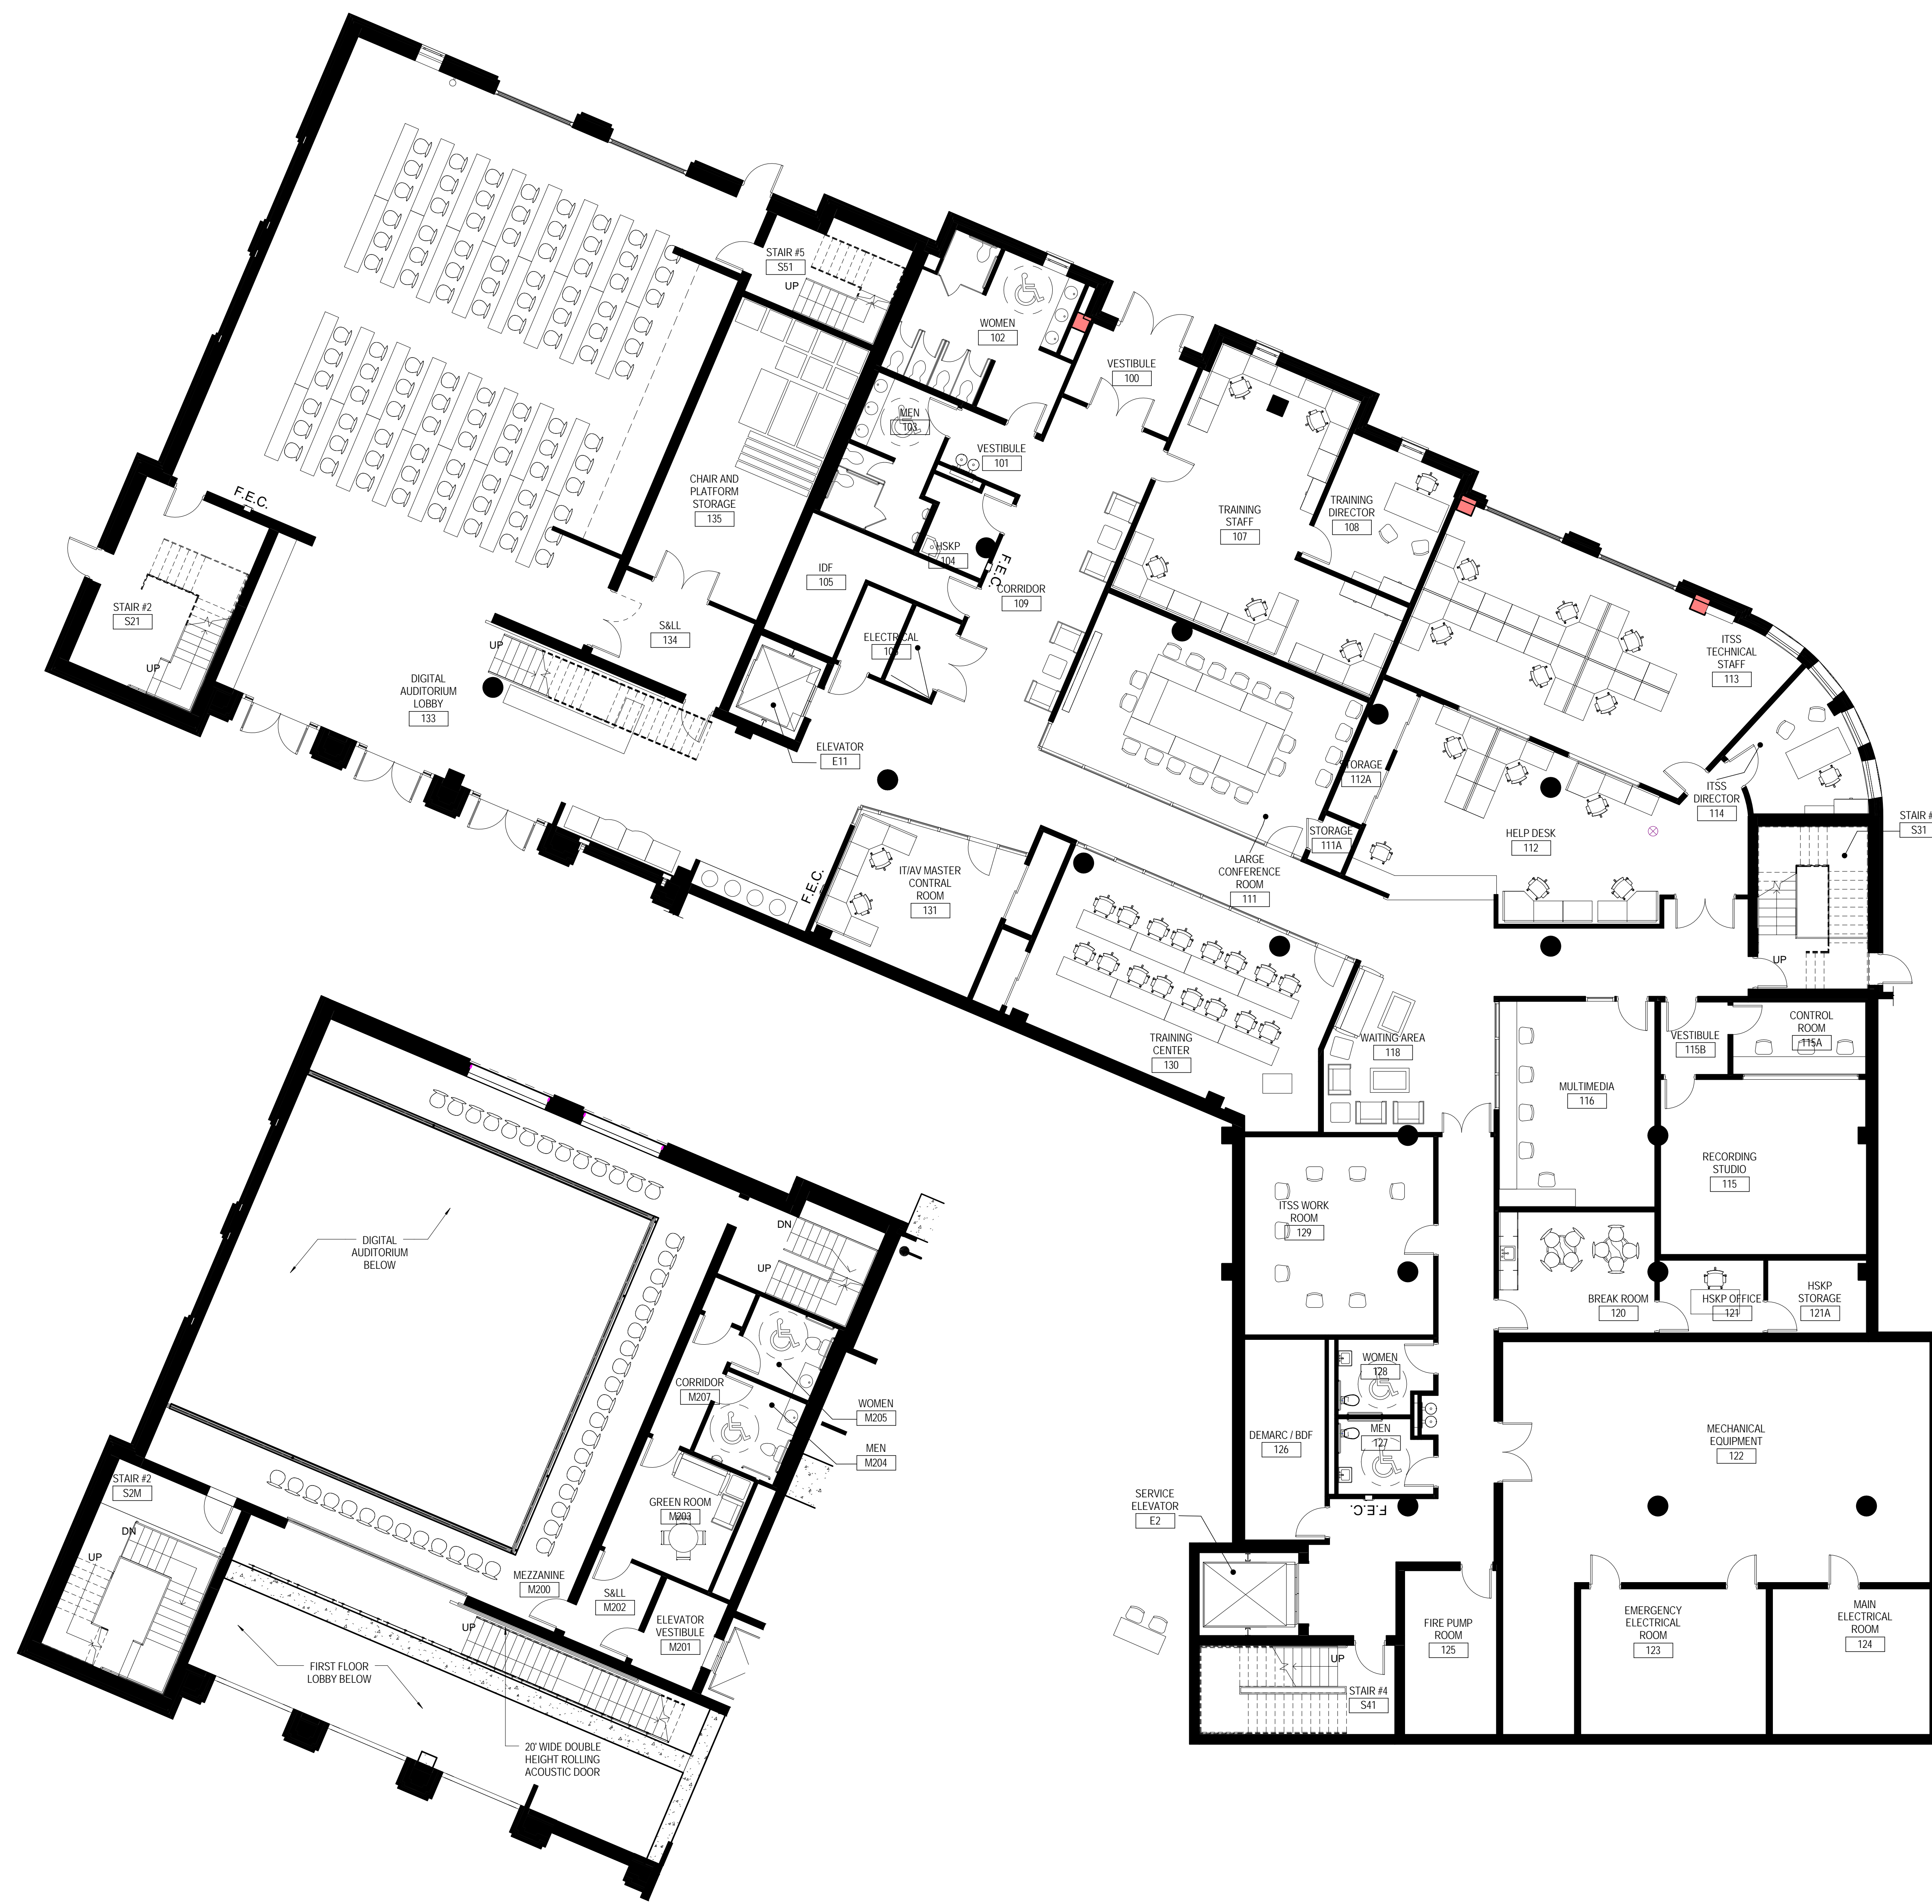 STAIR #5
S51
UP
WOMEN
102
VESTIBULE
100
MEN
103
VESTIBULE
101
F.E.C.
CHAIR AND
PLATFORM
STORAGE
135
TRAINING
STAFF
107
TRAINING
DIRECTOR
108
HSKP
104
IDF
105
F.E.C.
CORRIDOR
109
STAIR #2
S21
UP
S&LL
134
UP
ELECTRICAL
DIGITAL
AUDITORIUM
LOBBY
133
ELEVATOR
E11
ITSS
TECHNICAL
STAFF
113
STORAGE
112A
ITSS
DIRECTOR
114
STORAGE
111A
HELP DESK
112
STAIR #
S31
LARGE
CONFERENCE
ROOM
111
F.E.C.
IT/AV MASTER
CONTRAL
ROOM
131
UP
TRAINING
CENTER
130
WAITING AREA
118
VESTIBULE
115B
CONTROL
ROOM
115A
MULTIMEDIA
116
RECORDING
STUDIO
115
ITSS WORK
ROOM
129
BREAK ROOM
120
HSKP OFFICE
121
HSKP
STORAGE
121A
WOMEN
128
MEN
127
DEMARC / BDF
126
F.E.C.
MECHANICAL
EQUIPMENT
122
SERVICE
ELEVATOR
E2
FIRE PUMP
ROOM
125
EMERGENCY
ELECTRICAL
ROOM
123
MAIN
ELECTRICAL
ROOM
124
UP
STAIR #4
S41
DIGITAL
AUDITORIUM
BELOW
DN
UP
CORRIDOR
M207
WOMEN
M205
MEN
M204
STAIR #2
S2M
DN
UP
GREEN ROOM
M203
MEZZANINE
M200
S&LL
M202
ELEVATOR
VESTIBULE
M201
UP
FIRST FLOOR
LOBBY BELOW
20' WIDE DOUBLE
HEIGHT ROLLING
ACOUSTIC DOOR